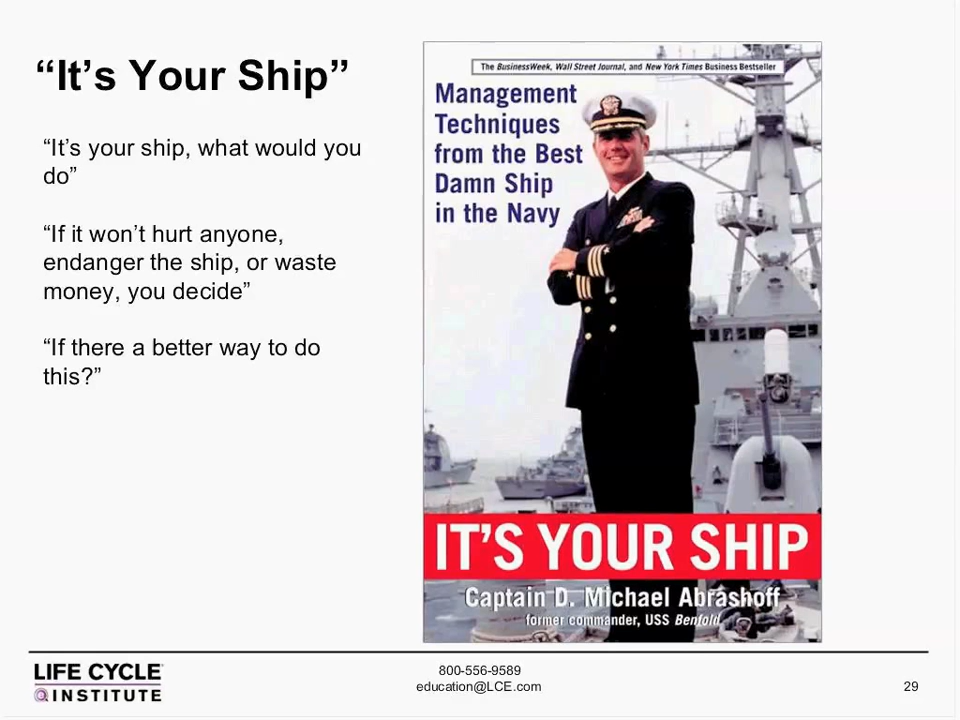 “It’s Your Ship”
“It’s your ship, what would you
do”
“If it won’t hurt anyone,
endanger the ship, or waste
money, you decide”
“If there a better way to do
this?”
The BusinessWeek, Wall Street Journal, and New York Times Business Bestseller
Management
Techniques
from the Best
Damn Ship
in the Navy
IT’S YOUR SHIP
Captain D. Michael Abrashoff
former commander, USS Benfold
LIFE CYCLE
INSTITUTE
800-556-9589
education@LCE.com
29